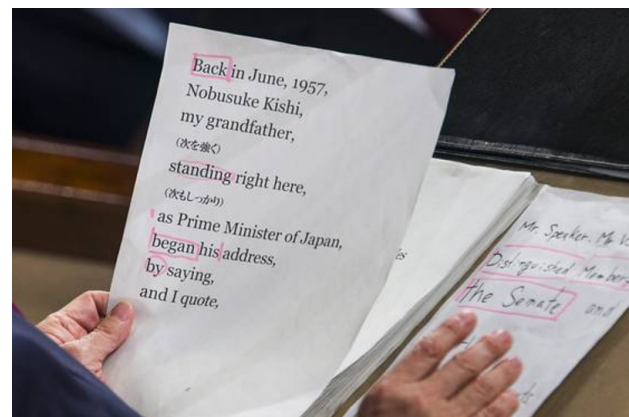 Back in June, 1957,
Nobusuke Kishi,
my grandfather,
(次を強く)
standing right here,
(次もしっかり)
as Prime Minister of Japan,
began his address,
by saying,
and I quote,
Mr. Speaker, Mr
Distinguished Members
the Senate and